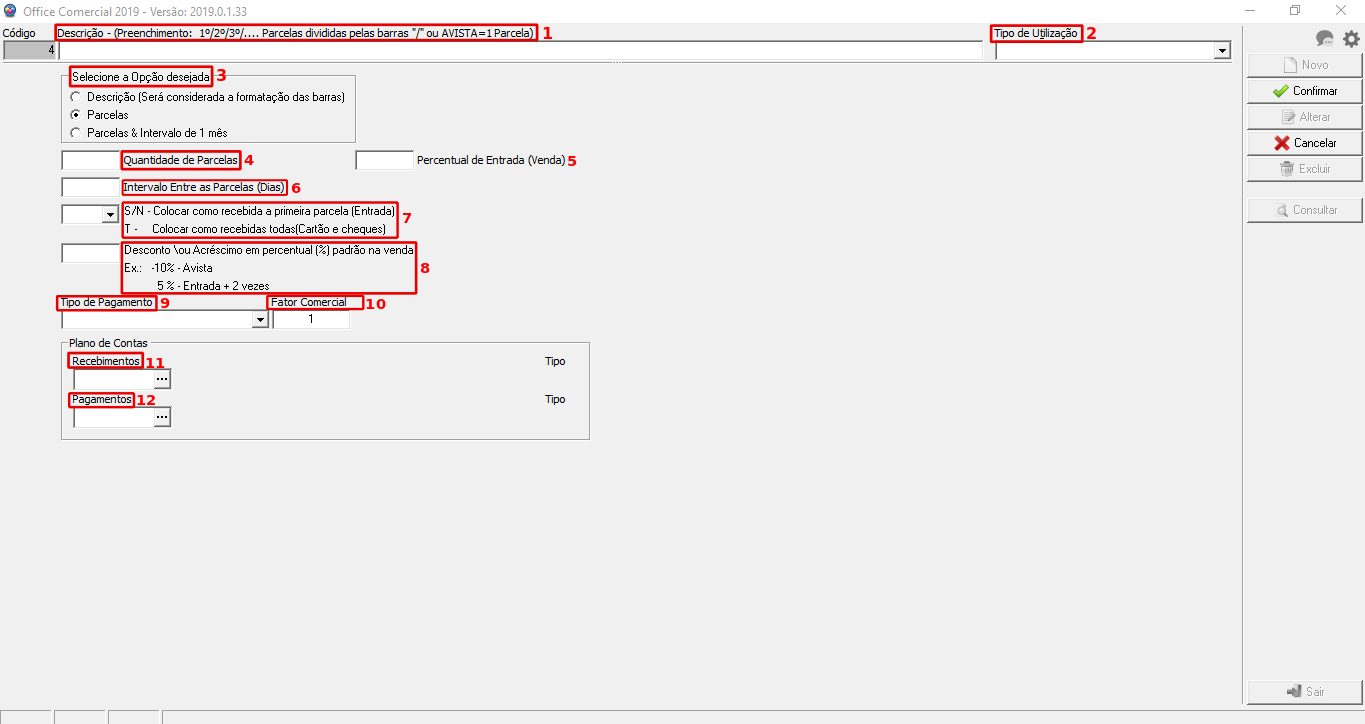 Office Comercial 2019 - Versão: 2019.0.1.33
Código
Descrição - (Preenchimento: 1º/2º/3º/.... Parcelas divididas pelas barras "/" ou AVISTA=1 Parcela) 1
Tipo de Utilização 2
4
Novo
Confirmar
Alterar
Cancelar
Excluir
Consultar
Selecione a Opção desejada 3
Descrição (Será considerada a formatação das barras)
Parcelas
Parcelas & Intervalo de 1 mês
Quantidade de Parcelas 4
Percentual de Entrada (Venda) 5
Intervalo Entre as Parcelas (Dias) 6
S/N - Colocar como recebida a primeira parcela (Entrada)
T - Colocar como recebidas todas(Cartão e cheques)
7
Desconto \ou Acréscimo em percentual (%) padrão na venda
Ex.: -10% - Avista
5 % - Entrada + 2 vezes
8
Tipo de Pagamento 9
Fator Comercial 10
1
Plano de Contas
Recebimentos 11
Tipo
...
Pagamentos 12
Tipo
...
Sair